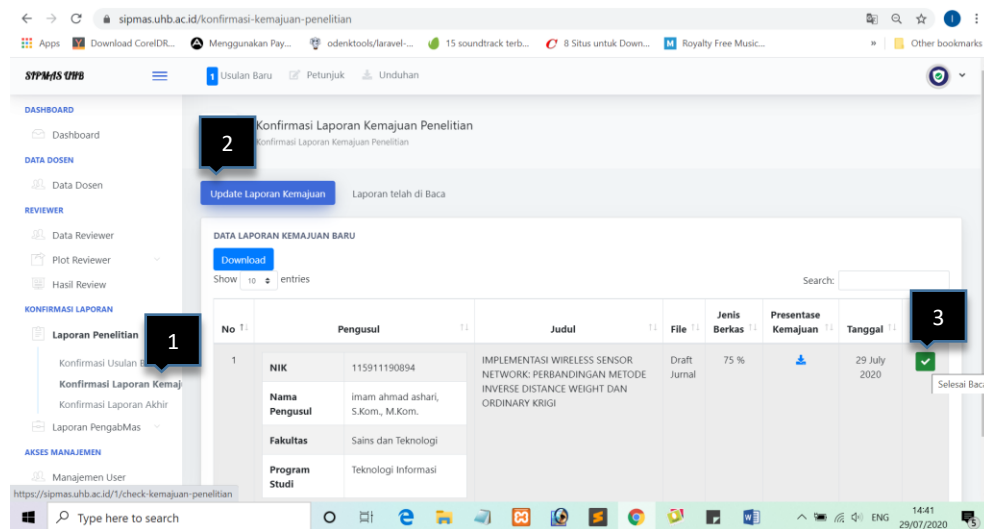 sipmas.uhb.ac.id/konfirmasi-kemajuan-penelitian
Apps Download CorelDR... Menggunakan Pay... odenktools/laravel-... 15 soundtrack terb... 8 Situs untuk Down... Royalty Free Music... » Other bookmarks
SIPMAS UHB 1 Usulan Baru Petunjuk Unduhan
DASHBOARD
Dashboard
DATA DOSEN
Data Dosen
REVIEWER
Data Reviewer
Plot Reviewer
Hasil Review
KONFIRMASI LAPORAN
Laporan Penelitian
1
Konfirmasi Usulan
Konfirmasi Laporan Kemaj
Konfirmasi Laporan Akhir
Laporan PengabMas
AKSES MANAJEMEN
Manajemen User
https://sipmas.uhb.ac.id/1/check-kemajuan-penelitian
2
Konfirmasi Laporan Kemajuan Penelitian
Konfirmasi Laporan Kemajuan Penelitian
Update Laporan Kemajuan Laporan telah di Baca
DATA LAPORAN KEMAJUAN BARU
Download
Show 10 entries Search:
No Pengusul Judul File Jenis Berkas Presentase Kemajuan Tanggal
3
1
NIK 115911190894
Nama Pengusul imam ahmad ashari, S.Kom., M.Kom.
Fakultas Sains dan Teknologi
Program Studi Teknologi Informasi
IMPLEMENTASI WIRELESS SENSOR
NETWORK: PERBANDINGAN METODE
INVERSE DISTANCE WEIGHT DAN
ORDINARY KRIGI
Draft
Jurnal
75 %
29 July
2020
Selesai Baca
Type here to search
ENG
14:41
29/07/2020